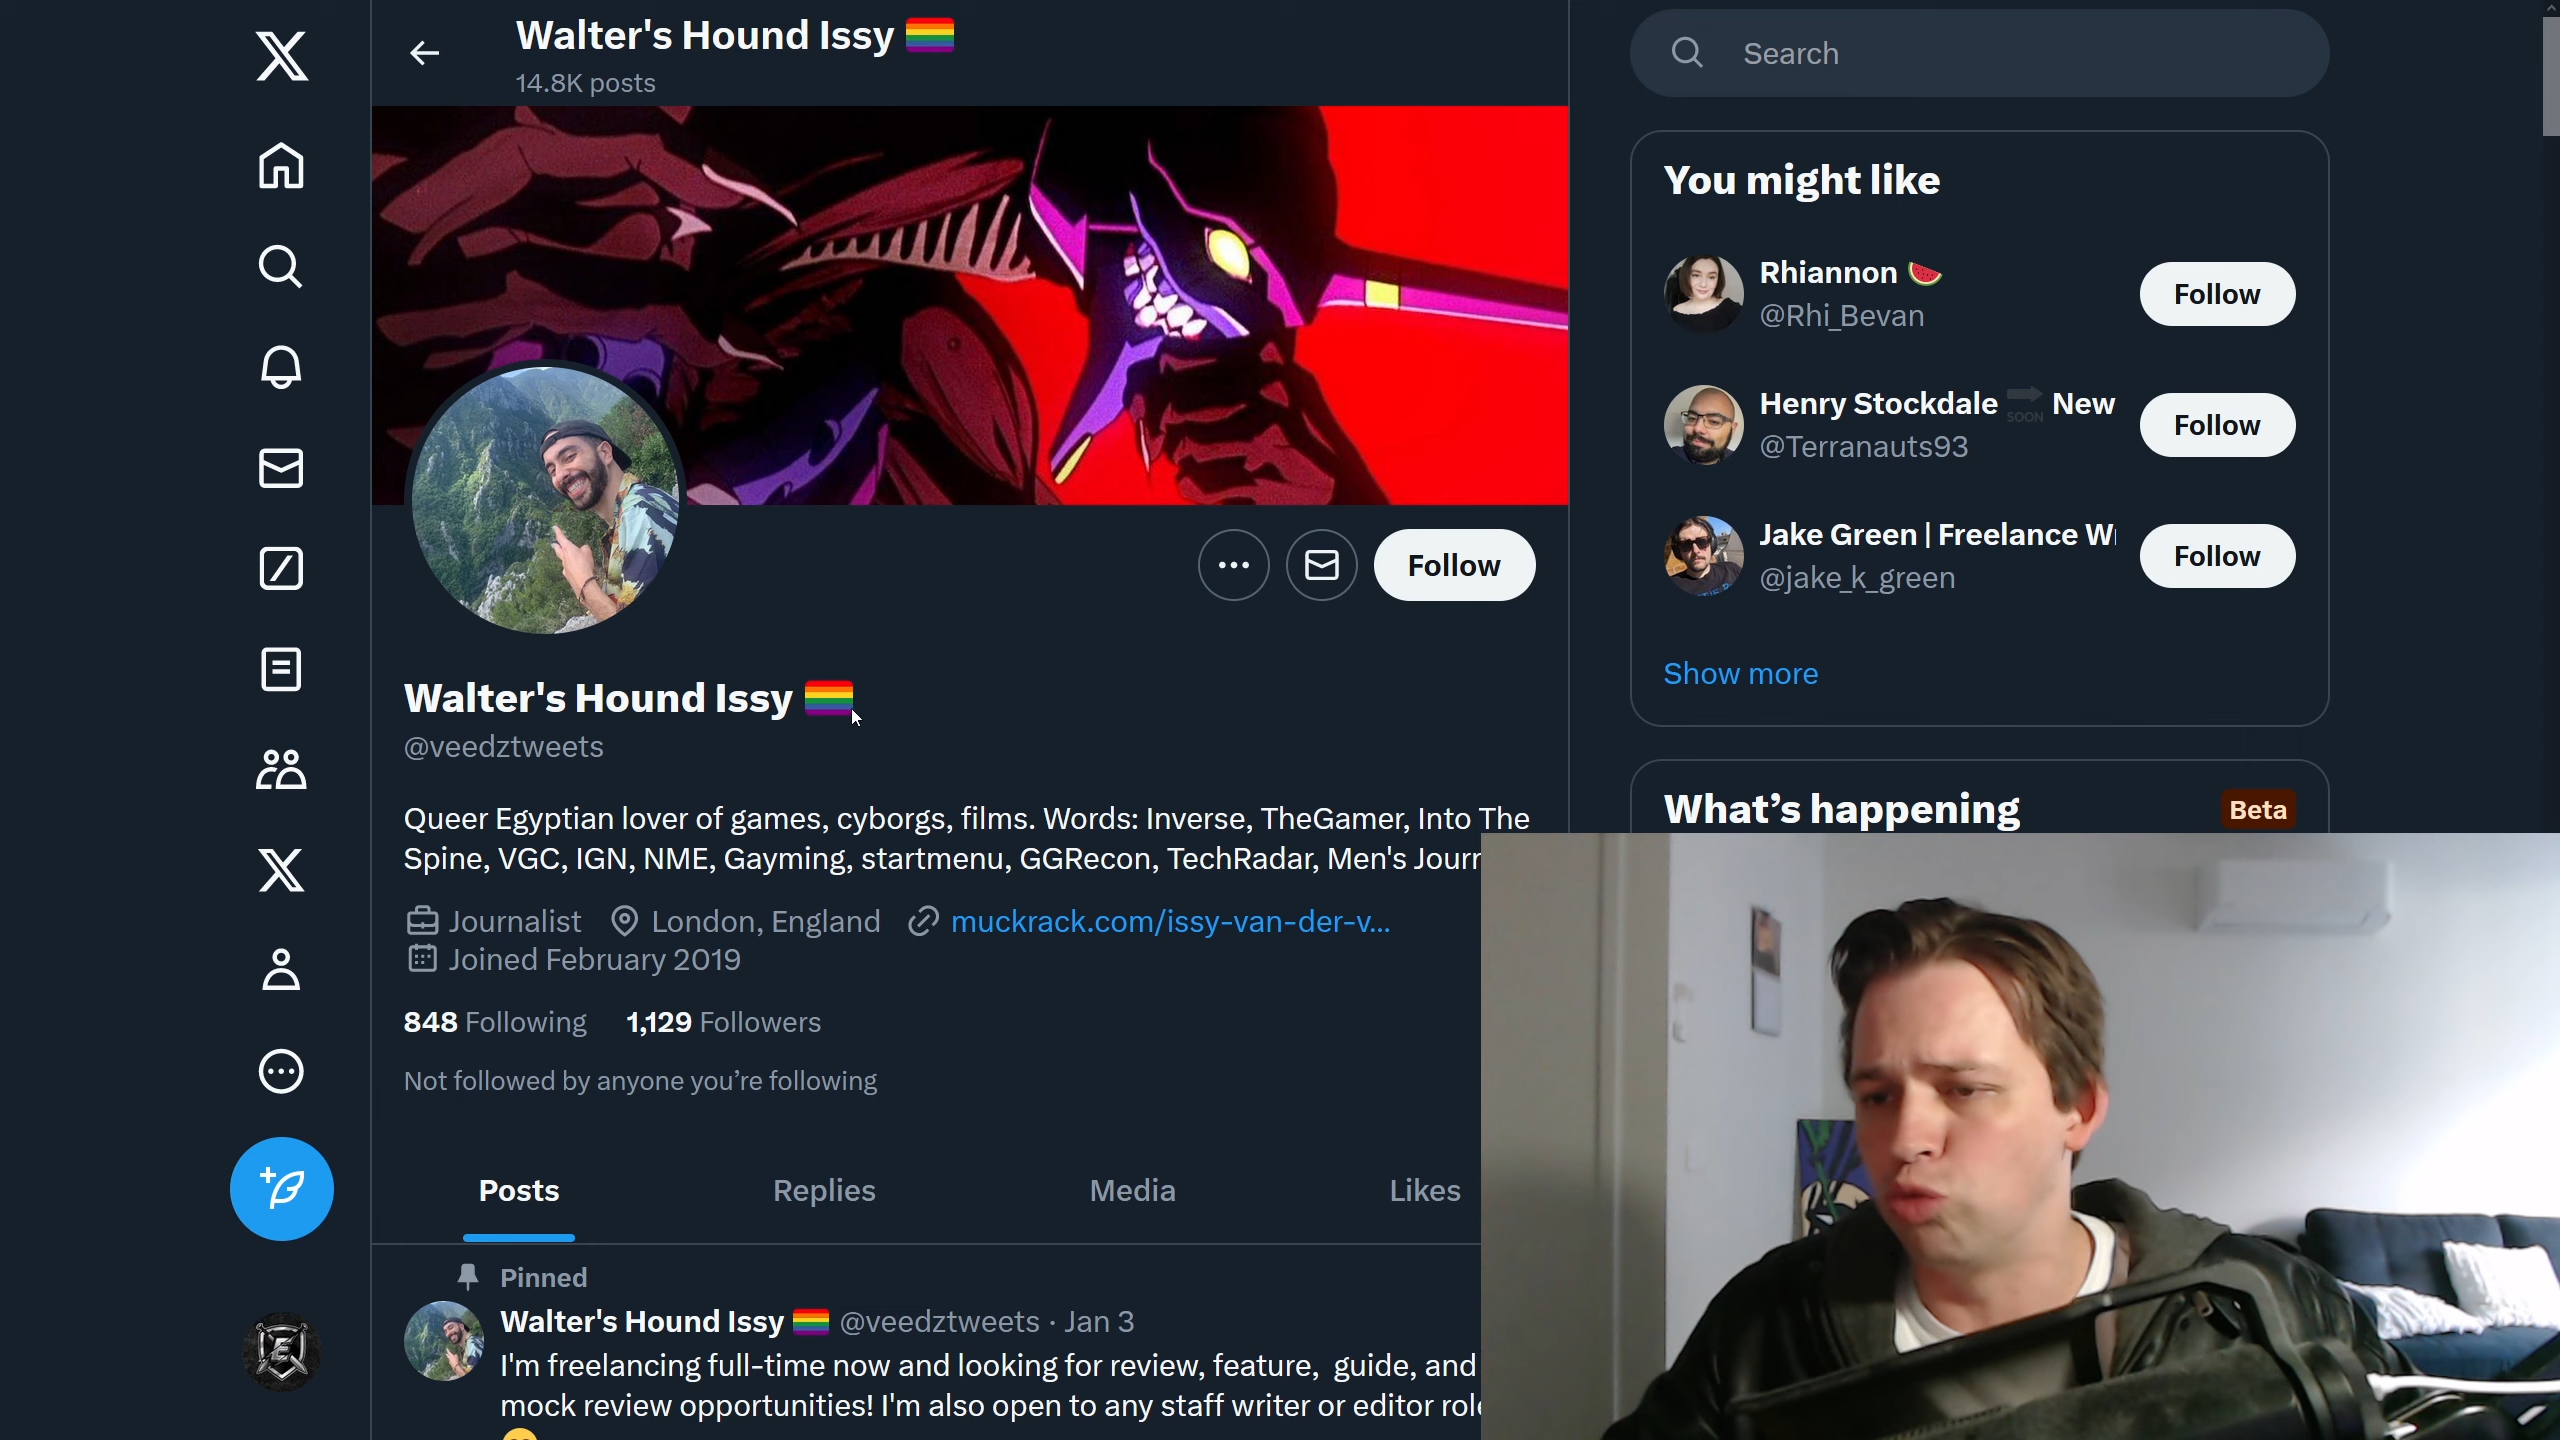 Walter's Hound Issy 🏳️‍🌈
14.8K posts
Follow
Walter's Hound Issy 🏳️‍🌈
@veedztweets
Queer Egyptian lover of games, cyborgs, films. Words: Inverse, TheGamer, Into The
Spine, VGC, IGN, NME, Gayming, startmenu, GGRecon, TechRadar, Men's Journ
Journalist London, England muckrack.com/issy-van-der-v...
Joined February 2019
848 Following 1,129 Followers
Not followed by anyone you’re following
Posts Replies Media Likes
Pinned
Walter's Hound Issy 🏳️‍🌈 @veedztweets · Jan 3
I'm freelancing full-time now and looking for review, feature, guide, and
mock review opportunities! I'm also open to any staff writer or editor role
Search
You might like
Rhiannon 🍉
@Rhi_Bevan
Follow
Henry Stockdale 🔜 New
@Terranauts93
Follow
Jake Green | Freelance Wr
@jake_k_green
Follow
Show more
What’s happening
Beta